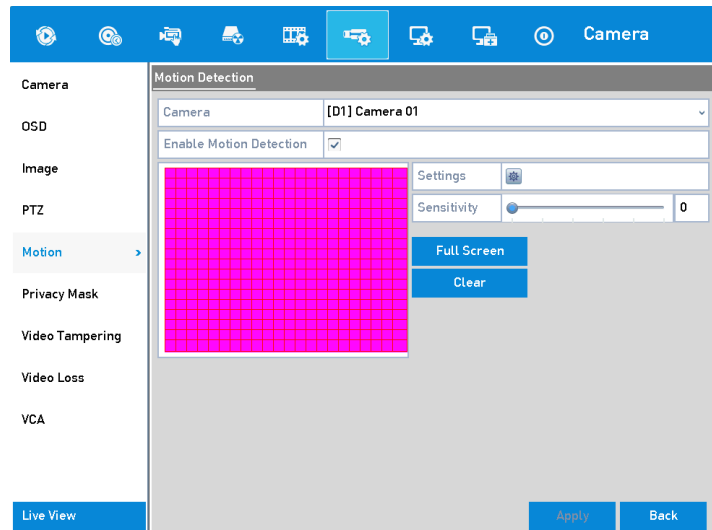 Camera
Camera
OSD
Image
PTZ
Motion
Privacy Mask
Video Tampering
Video Loss
VCA
Live View
Motion Detection
Camera [D1] Camera 01
Enable Motion Detection
Settings
Sensitivity 0
Full Screen
Clear
Apply Back